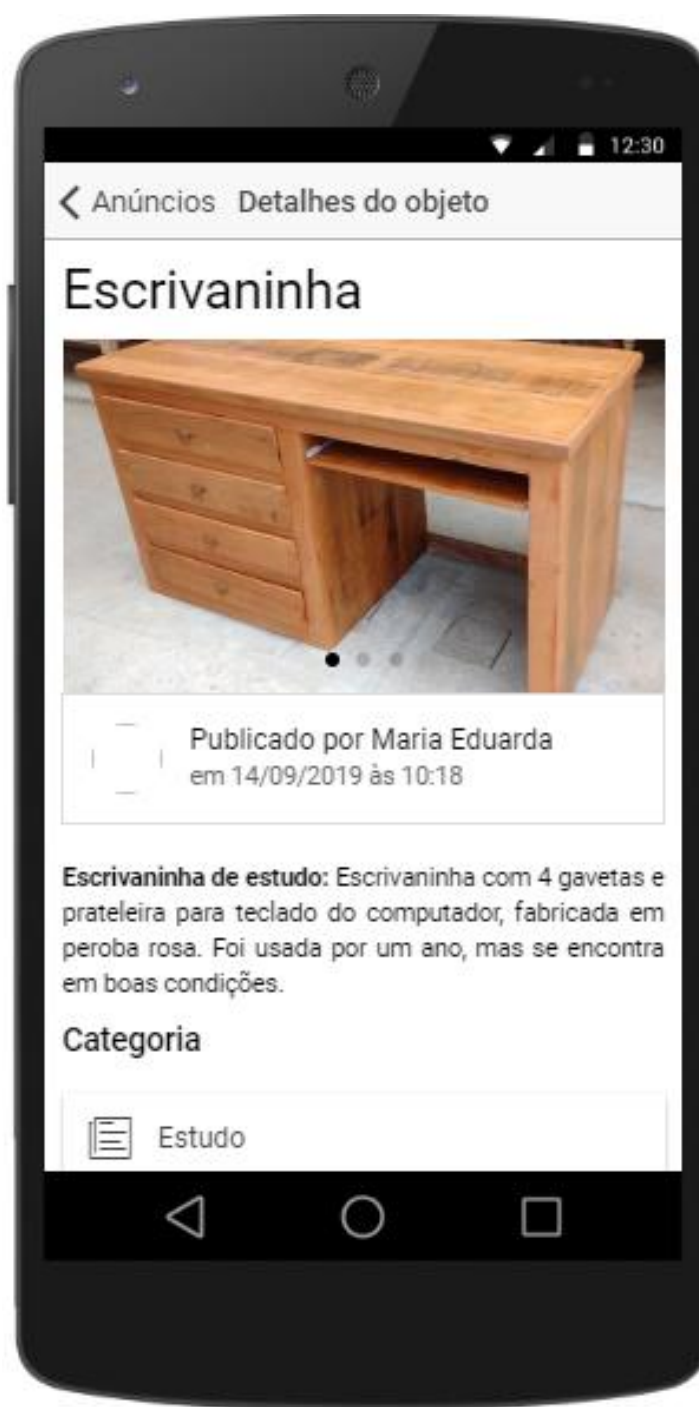 12:30
Anúncios Detalhes do objeto
Escrivaninha
Publicado por Maria Eduarda
em 14/09/2019 às 10:18
Escrivaninha de estudo: Escrivaninha com 4 gavetas e
prateleira para teclado do computador, fabricada em
peroba rosa. Foi usada por um ano, mas se encontra
em boas condições.
Categoria
Estudo